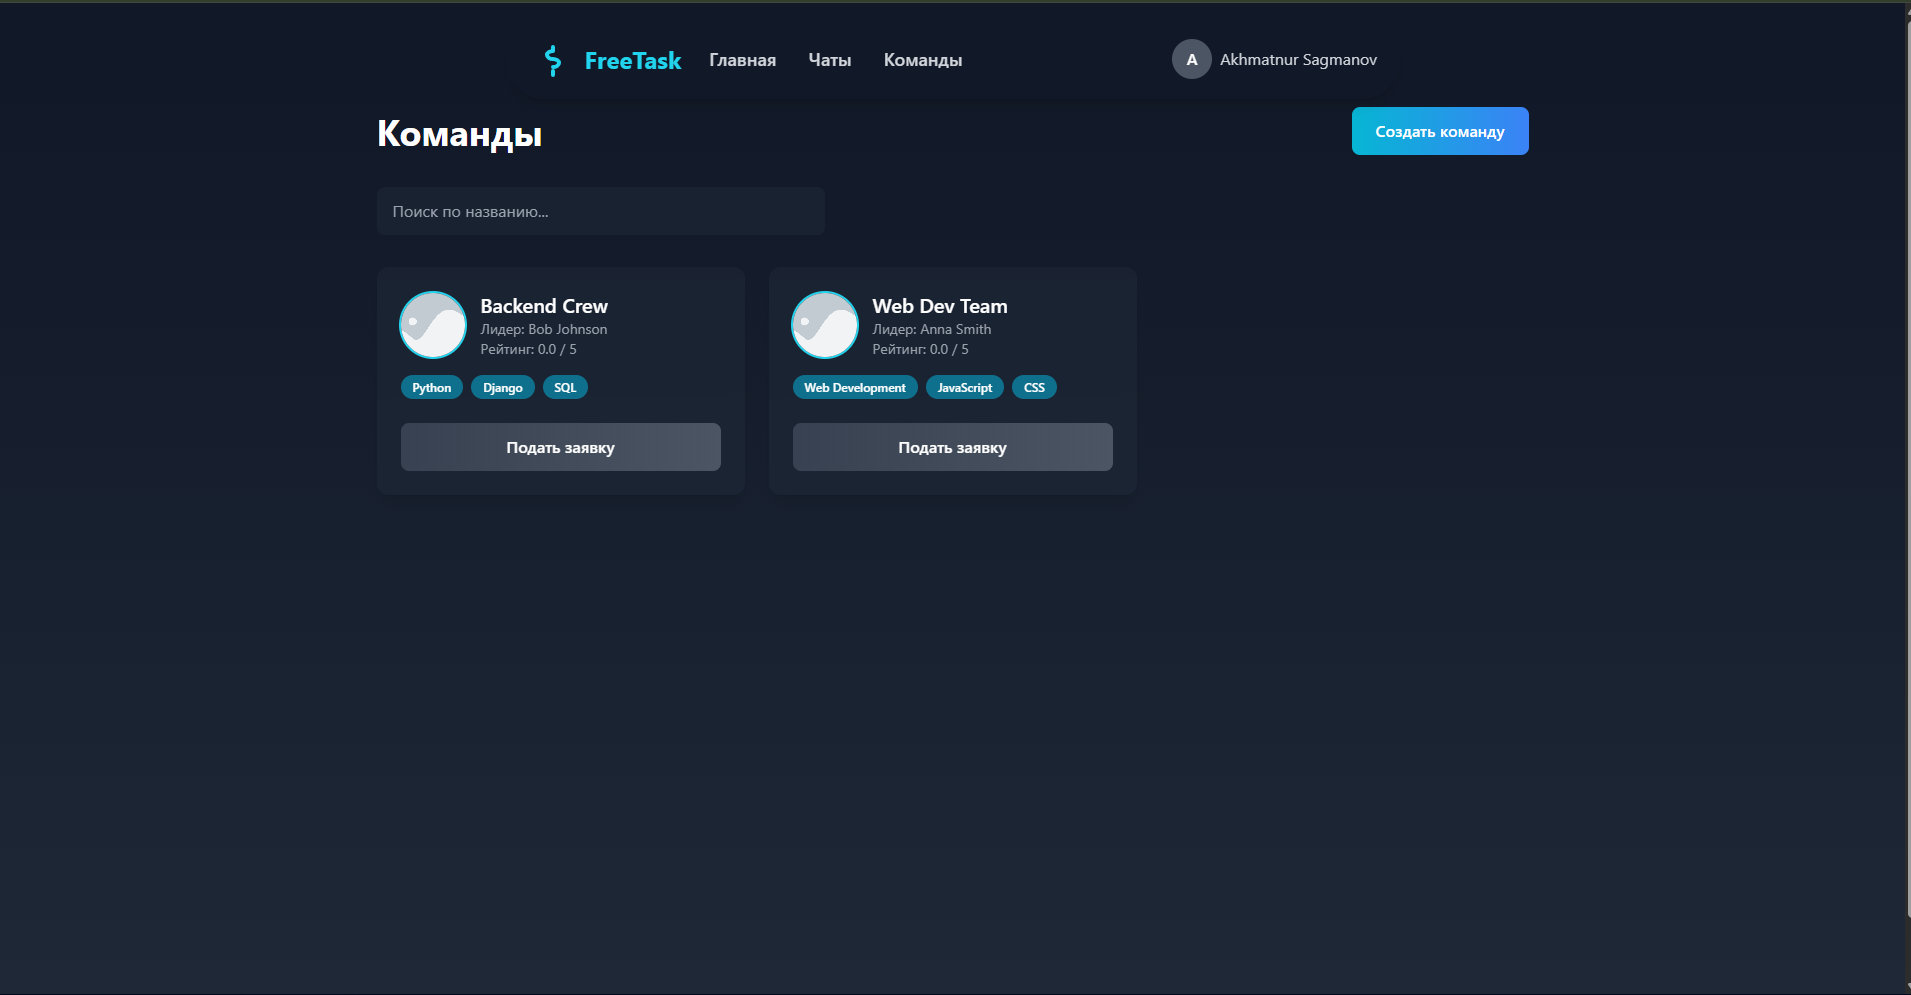 FreeTask Главная Чаты Команды A Akhmatnur Sagmanov
Команды
Создать команду
Поиск по названию...
Backend Crew
Лидер: Bob Johnson
Рейтинг: 0.0 / 5
Python Django SQL
Подать заявку
Web Dev Team
Лидер: Anna Smith
Рейтинг: 0.0 / 5
Web Development JavaScript CSS
Подать заявку